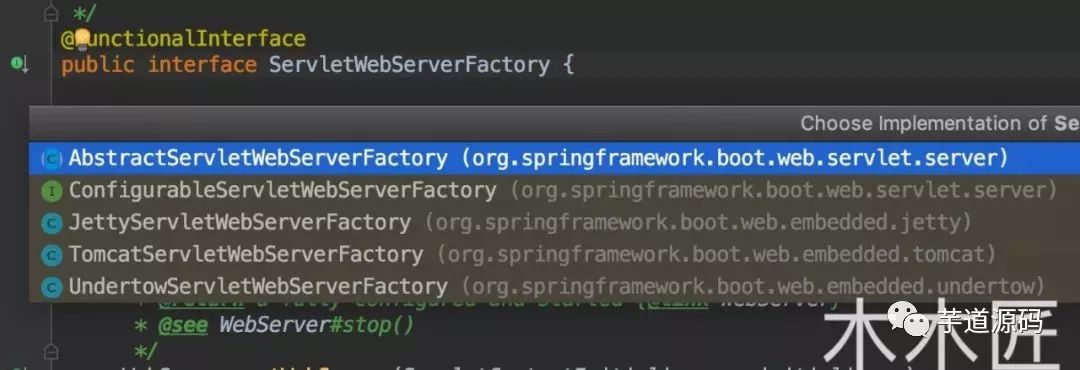 */
@FunctionalInterface
public interface ServletWebServerFactory {
Choose Implementation of Se
AbstractServletWebServerFactory (org.springframework.boot.web.servlet.server)
ConfigurableServletWebServerFactory (org.springframework.boot.web.servlet.server)
JettyServletWebServerFactory (org.springframework.boot.web.embedded.jetty)
TomcatServletWebServerFactory (org.springframework.boot.web.embedded.tomcat)
UndertowServletWebServerFactory (org.springframework.boot.web.embedded.undertow)
* @return a fully configured and started {@link WebServer}
* @see WebServer#stop()
*/
木木匠
芋道源码